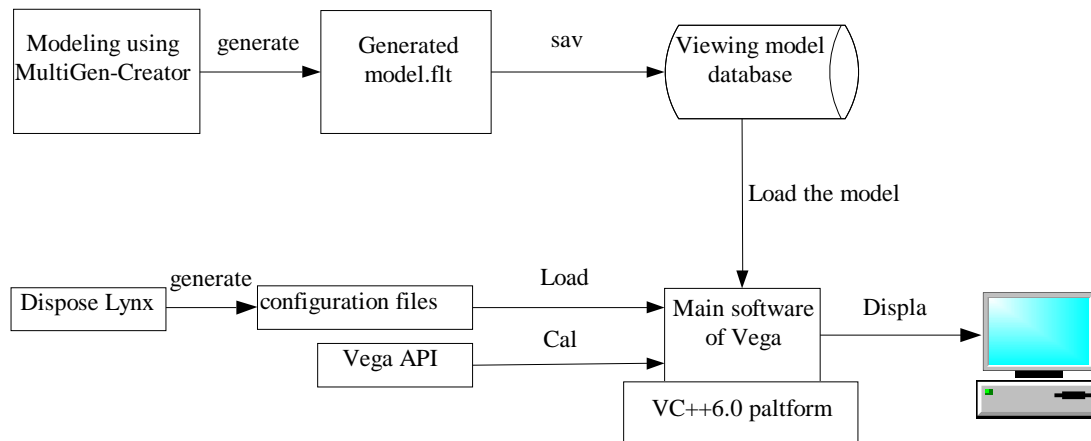 Modeling using
MultiGen-Creator
generate
Generated
model.flt
sav
Viewing model
database
Load the model
Dispose Lynx
generate
configuration files
Load
Vega API
Cal
Main software
of Vega
Displa
VC++6.0 paltform